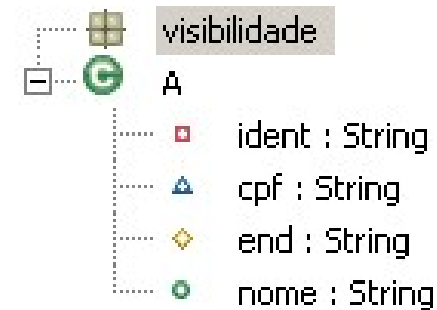 visibilidade
A
ident : String
cpf : String
end : String
nome : String